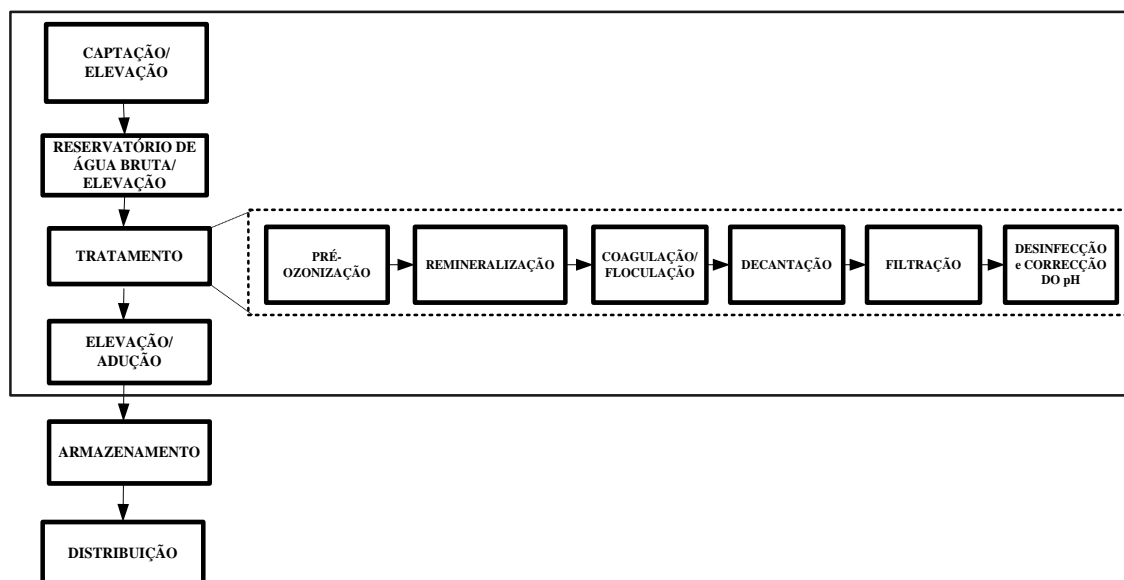 CAPTAÇÃO/
ELEVAÇÃO
RESERVATÓRIO DE
ÁGUA BRUTA/
ELEVAÇÃO
TRATAMENTO
PRÉ-
OZONIZAÇÃO
REMINERALIZAÇÃO
COAGULAÇÃO/
FLOCULAÇÃO
DECANTAÇÃO
FILTRAÇÃO
DESINFECÇÃO
e CORRECÇÃO
DO pH
ELEVAÇÃO/
ADUÇÃO
ARMAZENAMENTO
DISTRIBUIÇÃO